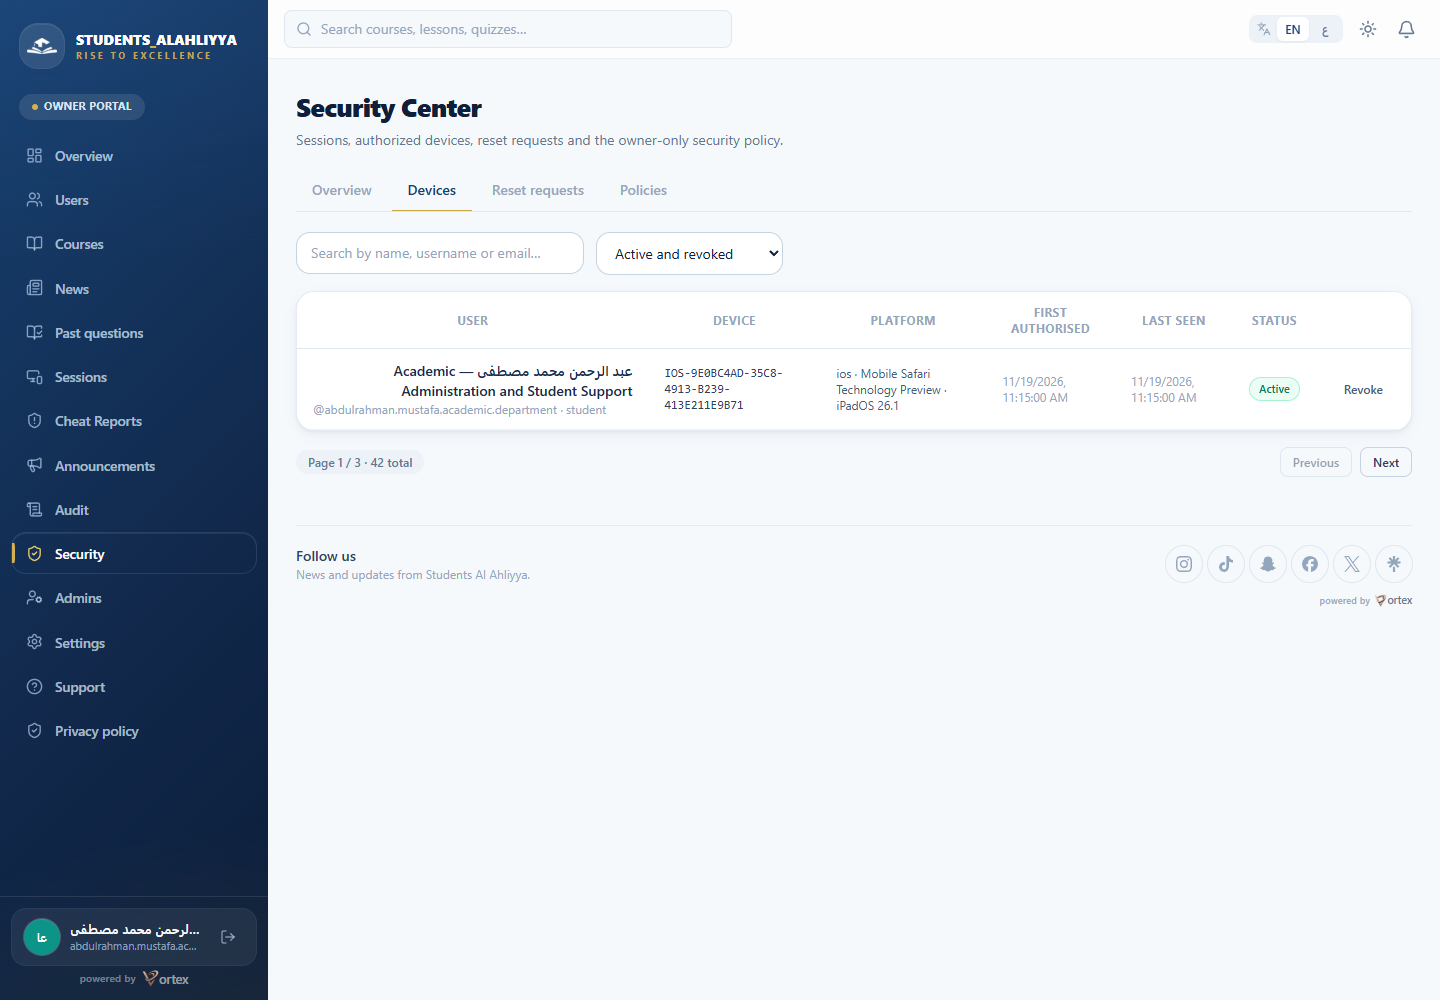 STUDENTS_ALAHLIYYA
RISE TO EXCELLENCE
OWNER PORTAL
Overview
Users
Courses
News
Past questions
Sessions
Cheat Reports
Announcements
Audit
Security
Admins
Settings
Support
Privacy policy
عا
...الرحمن محمد مصطفى
abdulrahman.mustafa.ac...
powered by Vortex
Search courses, lessons, quizzes...
EN
ع
Security Center
Sessions, authorized devices, reset requests and the owner-only security policy.
Overview
Devices
Reset requests
Policies
Search by name, username or email...
Active and revoked
USER
DEVICE
PLATFORM
FIRST
AUTHORISED
LAST SEEN
STATUS
عبد الرحمن محمد مصطفى — Academic
Administration and Student Support
@abdulrahman.mustafa.academic.department · student
IOS-9E0BC4AD-35C8-
4913-B239-
413E211E9B71
ios · Mobile Safari
Technology Preview ·
iPadOS 26.1
11/19/2026,
11:15:00 AM
11/19/2026,
11:15:00 AM
Active
Revoke
Page 1 / 3 · 42 total
Previous
Next
Follow us
News and updates from Students Al Ahliyya.
powered by Vortex